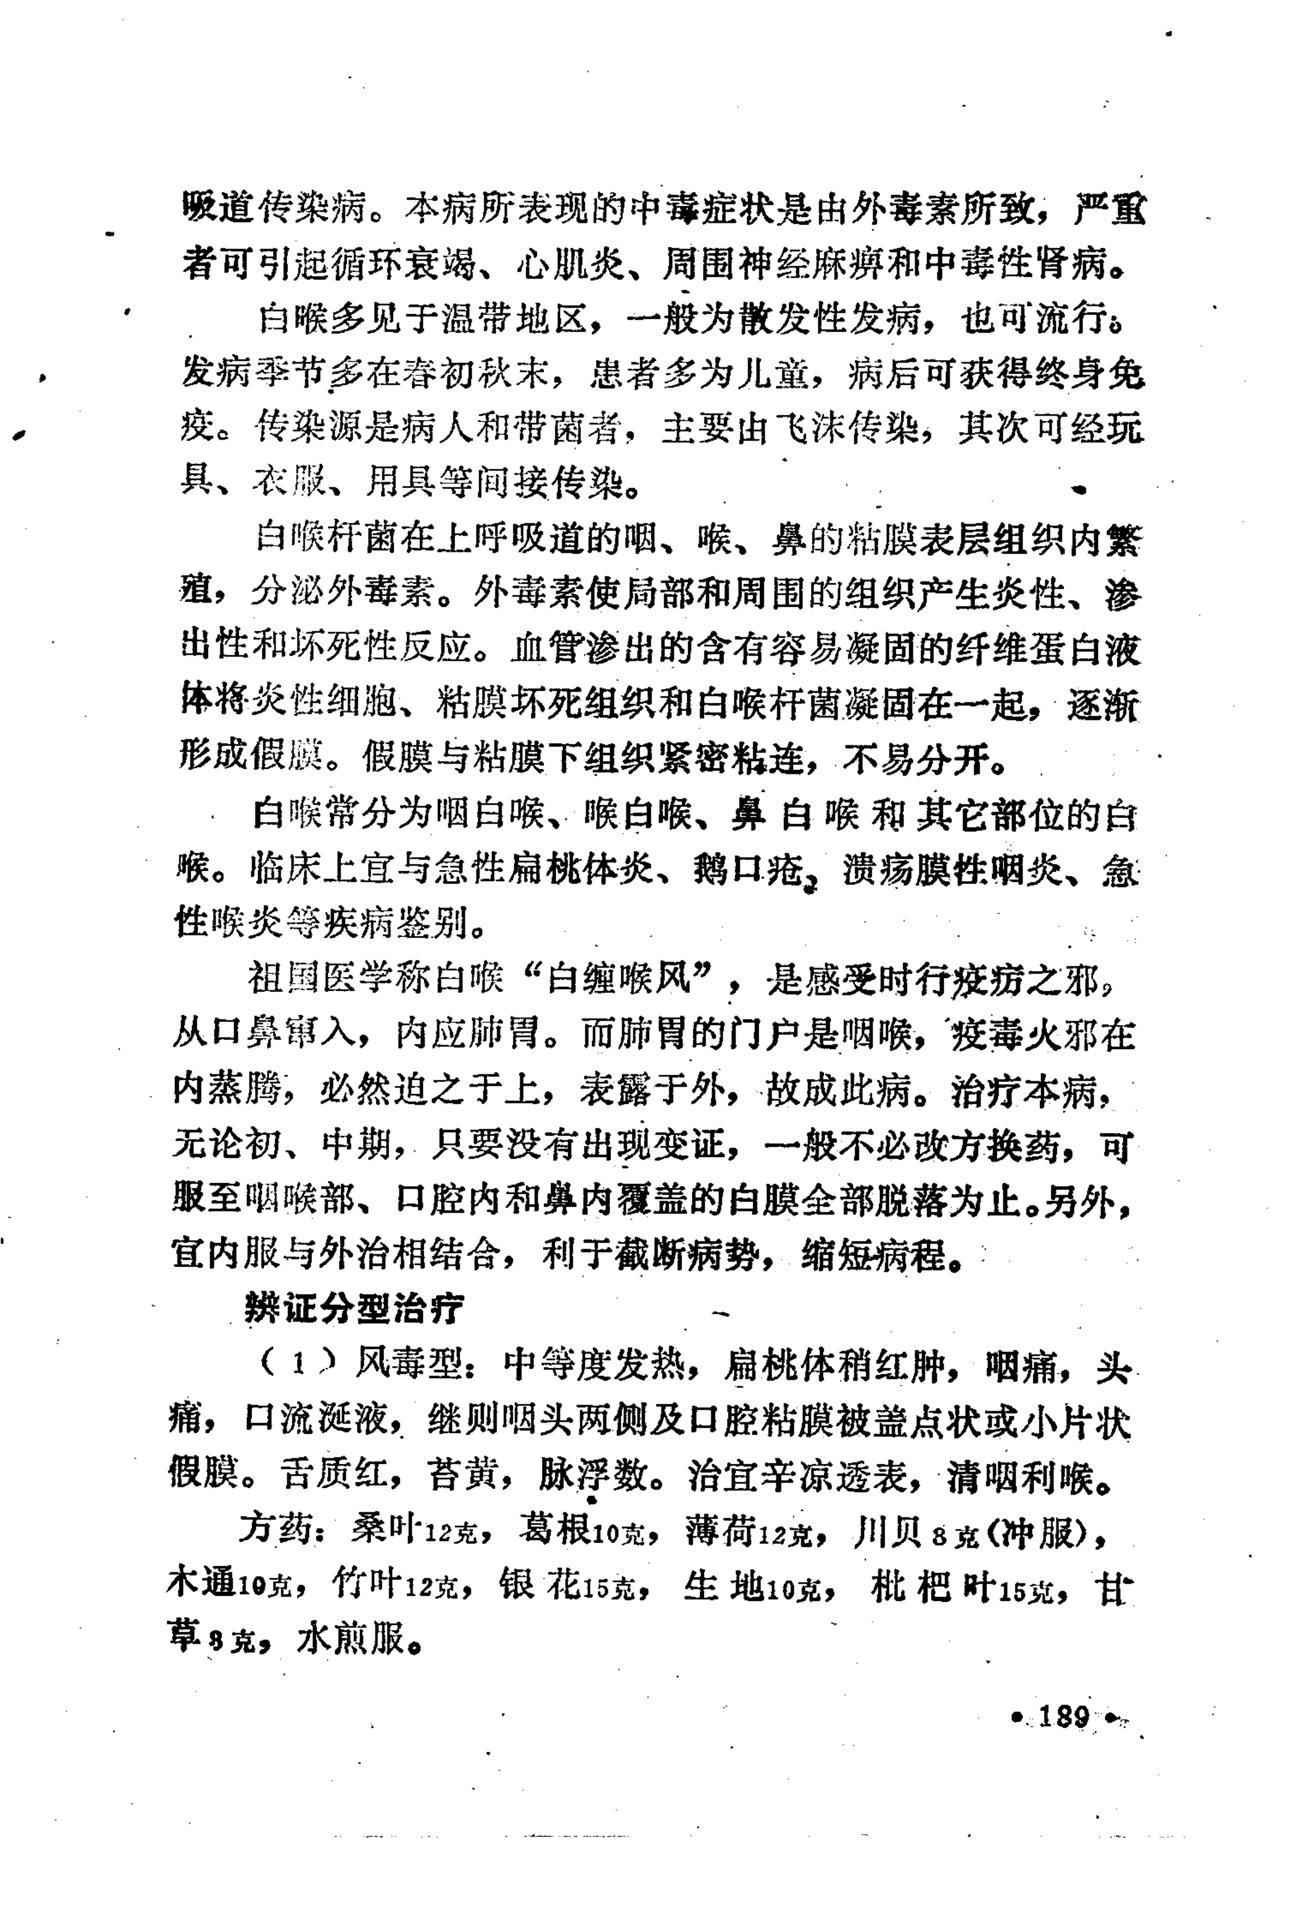 吸道传染病。本病所表现的中毒症状是由外毒素所致，严重
者可引起循环衰竭、心肌炎、周围神经麻痹和中毒性肾病。
白喉多见于温带地区，一般为散发性发病，也可流行。
发病季节多在春初秋末，患者多为儿童，病后可获得终身免
疫。传染源是病人和带菌者，主要由飞沫传染，其次可经玩
具、衣服、用具等间接传染。
白喉杆菌在上呼吸道的咽、喉、鼻的粘膜表层组织内繁
殖，分泌外毒素。外毒素使局部和周围的组织产生炎性、渗
出性和坏死性反应。血管渗出的含有容易凝固的纤维蛋白液
体将炎性细胞、粘膜坏死组织和白喉杆菌凝固在一起，逐渐
形成假膜。假膜与粘膜下组织紧密粘连，不易分开。
白喉常分为咽白喉、喉白喉、鼻白喉和其它部位的白
喉。临床上宜与急性扁桃体炎、鹅口疮，溃疡膜性咽炎、急
性喉炎等疾病鉴别。
祖国医学称白喉“白缠喉风”，是感受时行疫疠之邪，
从口鼻窜入，内应肺胃。而肺胃的门户是咽喉，疫毒火邪在
内蒸腾，必然迫之于上，表露于外，故成此病。治疗本病，
无论初、中期，只要没有出现变证，一般不必改方换药，可
服至咽喉部、口腔内和鼻内覆盖的白膜全部脱落为止。另外，
宜内服与外治相结合，利于截断病势，缩短病程。
辨证分型治疗
（1）风毒型：中等度发热，扁桃体稍红肿，咽痛，头
痛，口流涎液，继则咽头两侧及口腔粘膜被盖点状或小片状
假膜。舌质红，苔黄，脉浮数。治宜辛凉透表，清咽利喉。
方药：桑叶12克，葛根10克，薄荷12克，川贝8克（冲服），
木通10克，竹叶12克，银花15克，生地10克，枇杷叶15克，甘
草3克，水煎服。
•189•